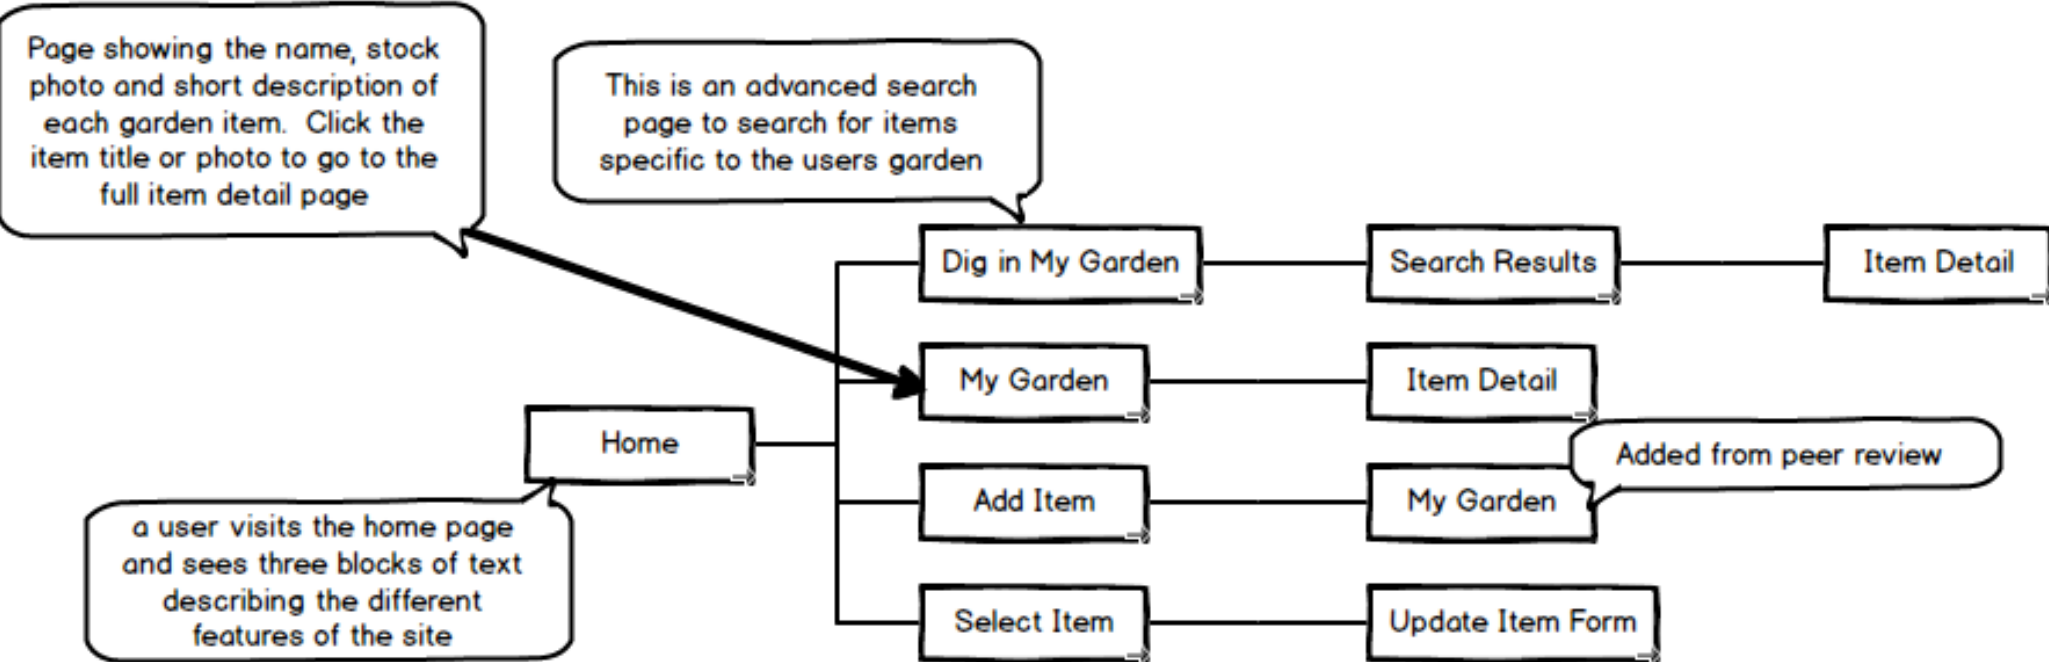 Page showing the name, stock
photo and short description of
each garden item.  Click the
item title or photo to go to the
full item detail page
This is an advanced search
page to search for items
specific to the users garden
Dig in My Garden
Search Results
Item Detail
My Garden
Item Detail
Home
Added from peer review
Add Item
My Garden
a user visits the home page
and sees three blocks of text
describing the different
features of the site
Select Item
Update Item Form